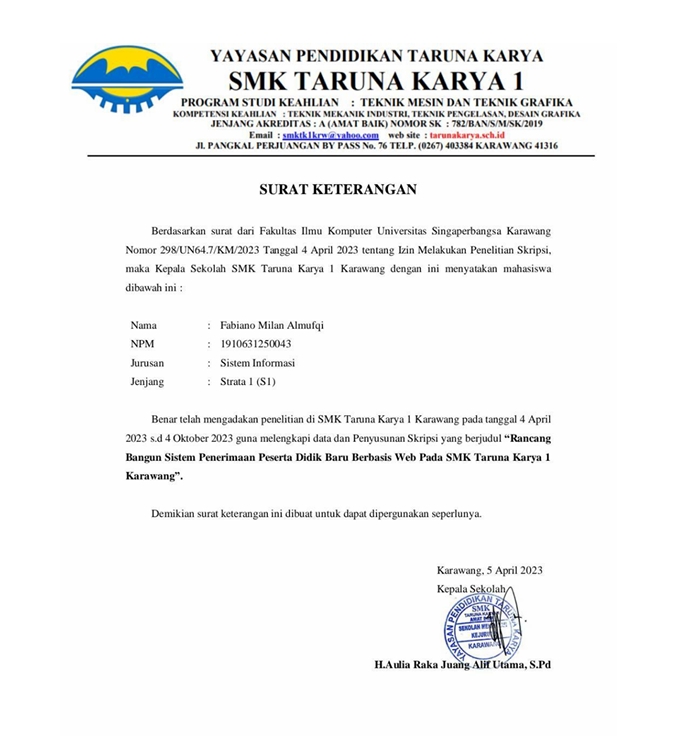 YAYASAN PENDIDIKAN TARUNA KARYA
SMK TARUNA KARYA 1
PROGRAM STUDI KEAHLIAN : TEKNIK MESIN DAN TEKNIK GRAFIKA
KOMPETENSI KEAHLIAN : TEKNIK MEKANIK INDUSTRI, TEKNIK PENGELASAN, DESAIN GRAFIKA
JENJANG AKREDITAS : A (AMAT BAIK) NOMOR SK : 782/BAN/S/M/SK/2019
Email : smktk1krw@yahoo.com web site : tarunakarya.sch.id
Jl. PANGKAL PERJUANGAN BY PASS No. 76 TELP. (0267) 403384 KARAWANG 41316
SURAT KETERANGAN
Berdasarkan surat dari Fakultas Ilmu Komputer Universitas Singaperbangsa Karawang
Nomor 298/UN64.7/KM/2023 Tanggal 4 April 2023 tentang Izin Melakukan Penelitian Skripsi,
maka Kepala Sekolah SMK Taruna Karya 1 Karawang dengan ini menyatakan mahasiswa
dibawah ini :
Nama : Fabiano Milan Almufqi
NPM : 1910631250043
Jurusan : Sistem Informasi
Jenjang : Strata 1 (S1)
Benar telah mengadakan penelitian di SMK Taruna Karya 1 Karawang pada tanggal 4 April
2023 s.d 4 Oktober 2023 guna melengkapi data dan Penyusunan Skripsi yang berjudul “Rancang
Bangun Sistem Penerimaan Peserta Didik Baru Berbasis Web Pada SMK Taruna Karya 1
Karawang”.
Demikian surat keterangan ini dibuat untuk dapat dipergunakan seperlunya.
Karawang, 5 April 2023
Kepala Sekolah
YAYASAN PENDIDIKAN TARUNA KARYA
SMK
H.Aulia Raka Juang Alif Utama, S.Pd